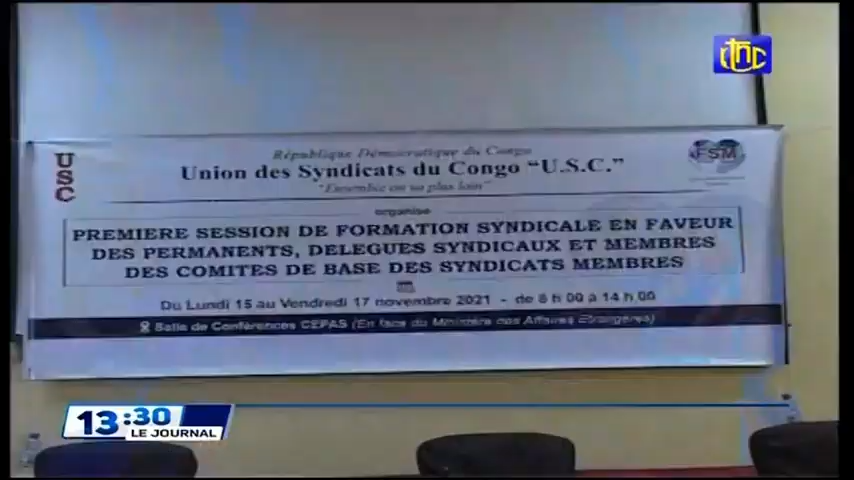 rtnc
République Démocratique du Congo
USC
Union des Syndicats du Congo "U.S.C."
FSM
"Ensemble on va plus loin"
organise
PREMIERE SESSION DE FORMATION SYNDICALE EN FAVEUR
DES PERMANENTS, DELEGUES SYNDICAUX ET MEMBRES
DES COMITES DE BASE DES SYNDICATS MEMBRES
Du Lundi 15 au Vendredi 17 novembre 2021 - de 8 h 00 à 14 h 00
Salle de Conférences CEPAS (En face du Ministère des Affaires Etrangères)
13:30
LE JOURNAL